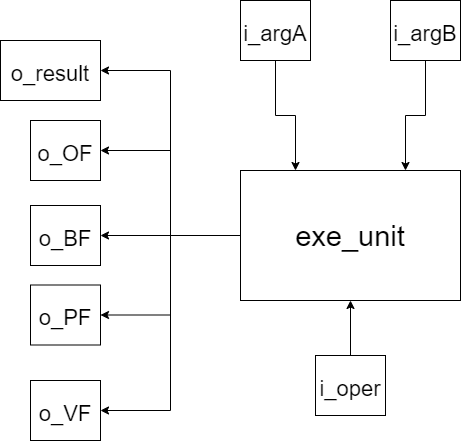 i_argA
i_argB
o_result
o_OF
o_BF
exe_unit
o_PF
i_oper
o_VF